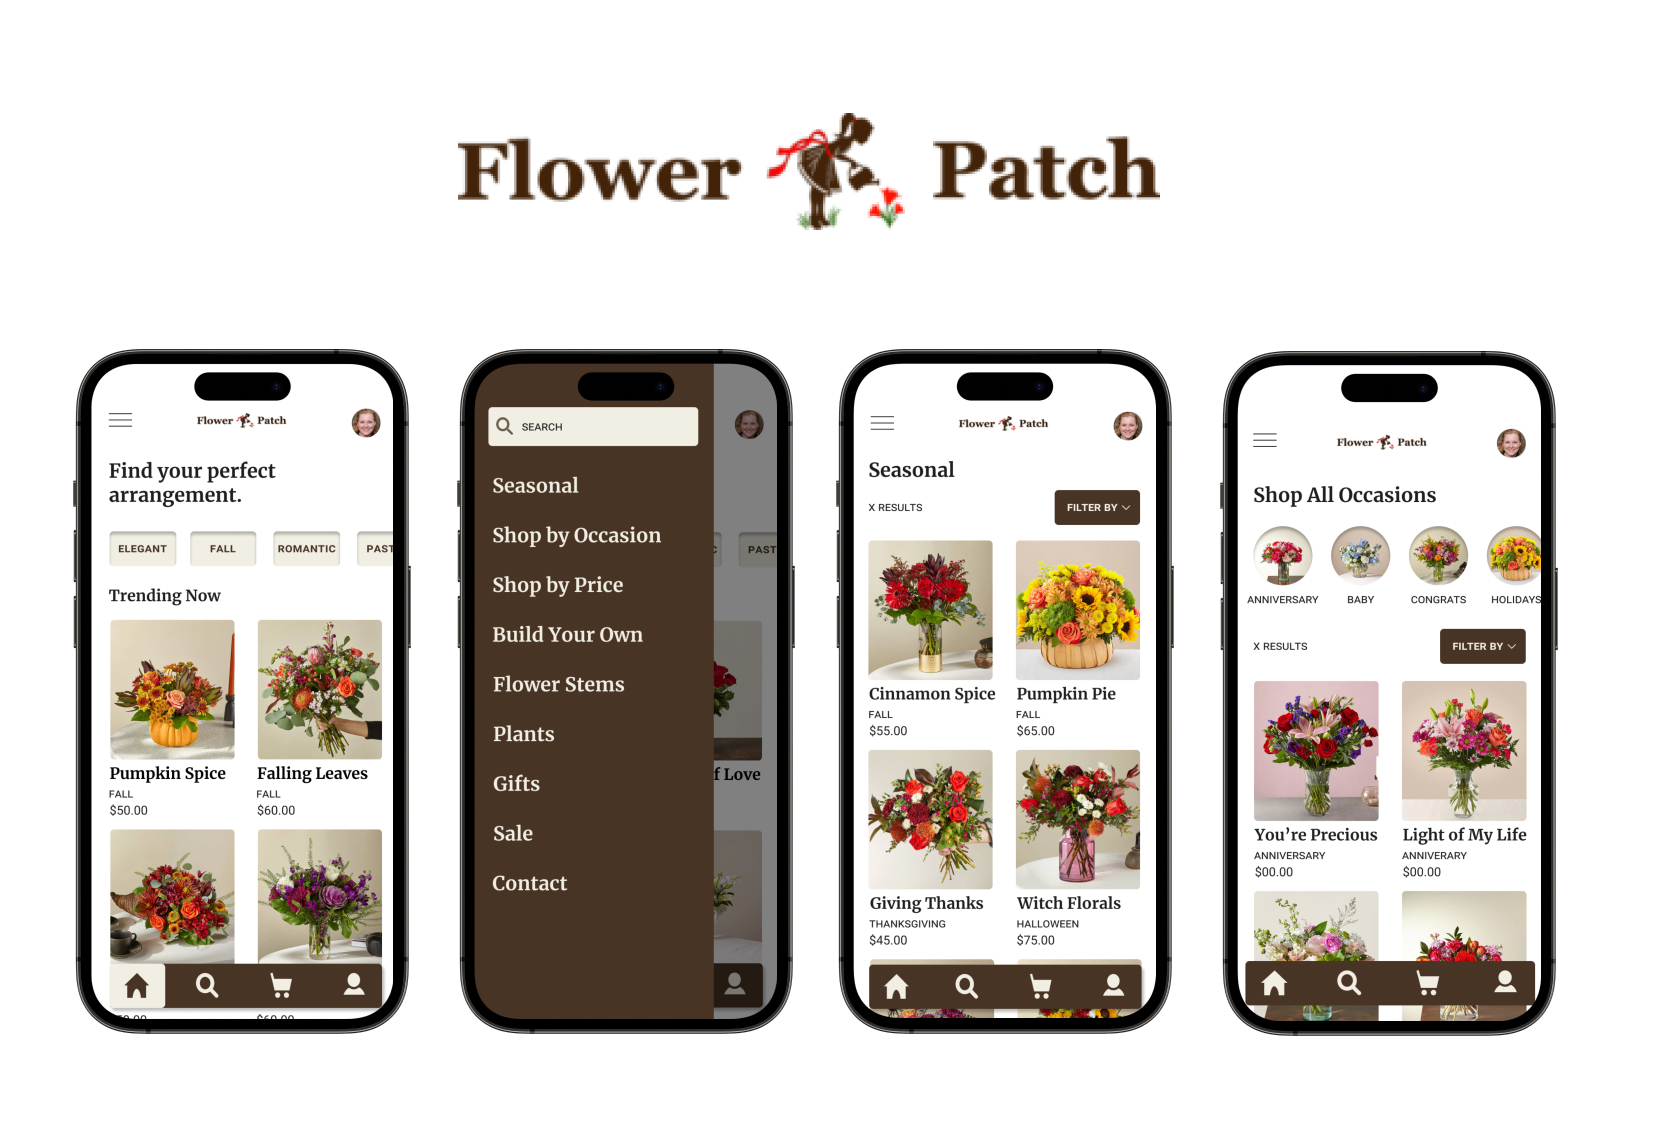 Flower Patch
Flower Patch
Find your perfect
arrangement.
ELEGANT
FALL
ROMANTIC
PAST
Trending Now
Pumpkin Spice
FALL
$50.00
Falling Leaves
FALL
$60.00
$60.00
SEARCH
Seasonal
Shop by Occasion
Shop by Price
Build Your Own
Flower Stems
Plants
Gifts
Sale
Contact
C
PAST
f Love
Flower Patch
Seasonal
X RESULTS
FILTER BY
Cinnamon Spice
FALL
$55.00
Pumpkin Pie
FALL
$65.00
Giving Thanks
THANKSGIVING
$45.00
Witch Florals
HALLOWEEN
$75.00
Flower Patch
Shop All Occasions
ANNIVERSARY
BABY
CONGRATS
HOLIDAYS
X RESULTS
FILTER BY
You're Precious
ANNIVERSARY
$00.00
Light of My Life
ANNIVERARY
$00.00